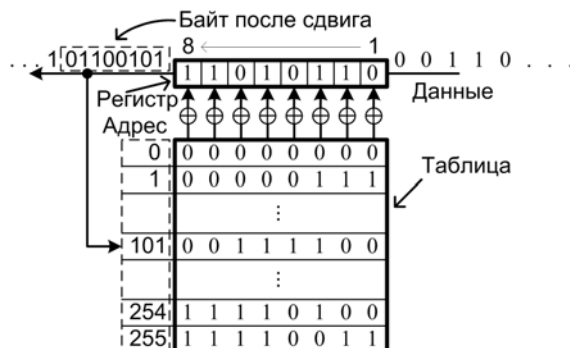 Байт после сдвига
8 1
. . . 1 01100101 1 1 0 1 0 1 1 0 0 0 1 1 0 . . .
Регистр Данные
Адрес
0 0 0 0 0 0 0 0 0
Таблица
1 0 0 0 0 0 1 1 1
⋮
101 0 0 1 1 1 1 0 0
⋮
254 1 1 1 1 0 1 0 0
255 1 1 1 1 0 0 1 1